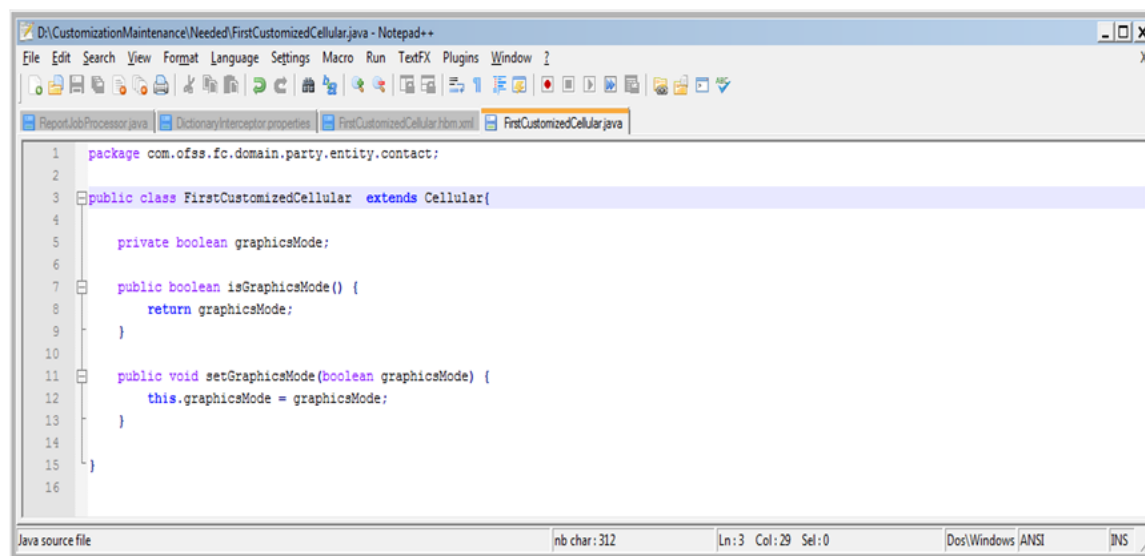 D:\CustomizationMaintenance\Needed\FirstCustomizedCellular.java - Notepad++
File Edit Search View Format Language Settings Macro Run TextFX Plugins Window ?
X
ReportJobProcessor.java DictionaryInterceptor.properties FirstCustomizedCellular.hbm.xml FirstCustomizedCellular.java
1 package com.ofss.fc.domain.party.entity.contact;
2
3 public class FirstCustomizedCellular  extends Cellular{
4
5     private boolean graphicsMode;
6
7     public boolean isGraphicsMode() {
8         return graphicsMode;
9     }
10
11     public void setGraphicsMode(boolean graphicsMode) {
12         this.graphicsMode = graphicsMode;
13     }
14
15 }
16
Java source file nb char : 312 Ln : 3 Col : 29 Sel : 0 Dos\Windows ANSI INS